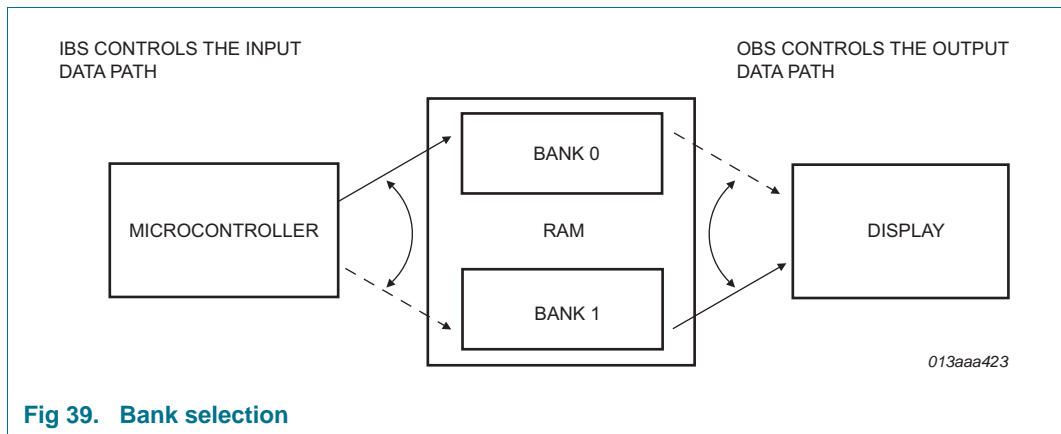 IBS CONTROLS THE INPUT
DATA PATH
OBS CONTROLS THE OUTPUT
DATA PATH
BANK 0
MICROCONTROLLER
RAM
DISPLAY
BANK 1
013aaa423
Fig 39. Bank selection